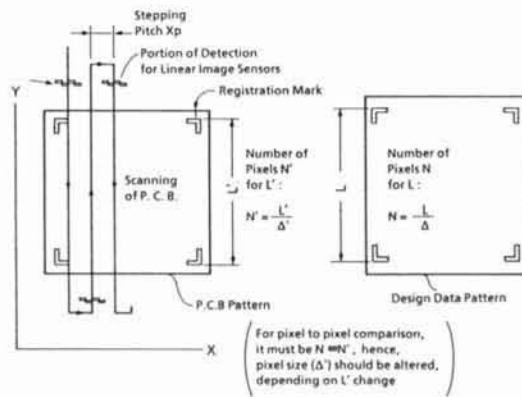 Stepping
Pitch Xp
Portion of Detection
for Linear Image Sensors
Registration Mark
Y
Scanning
of P. C. B.
L'
Number of
Pixels N'
for L' :
N' = L'/Δ'
L
Number of
Pixels N
for L :
N = L/Δ
P.C.B Pattern
Design Data Pattern
X
For pixel to pixel comparison,
it must be N = N', hence,
pixel size (Δ') should be altered,
depending on L' change